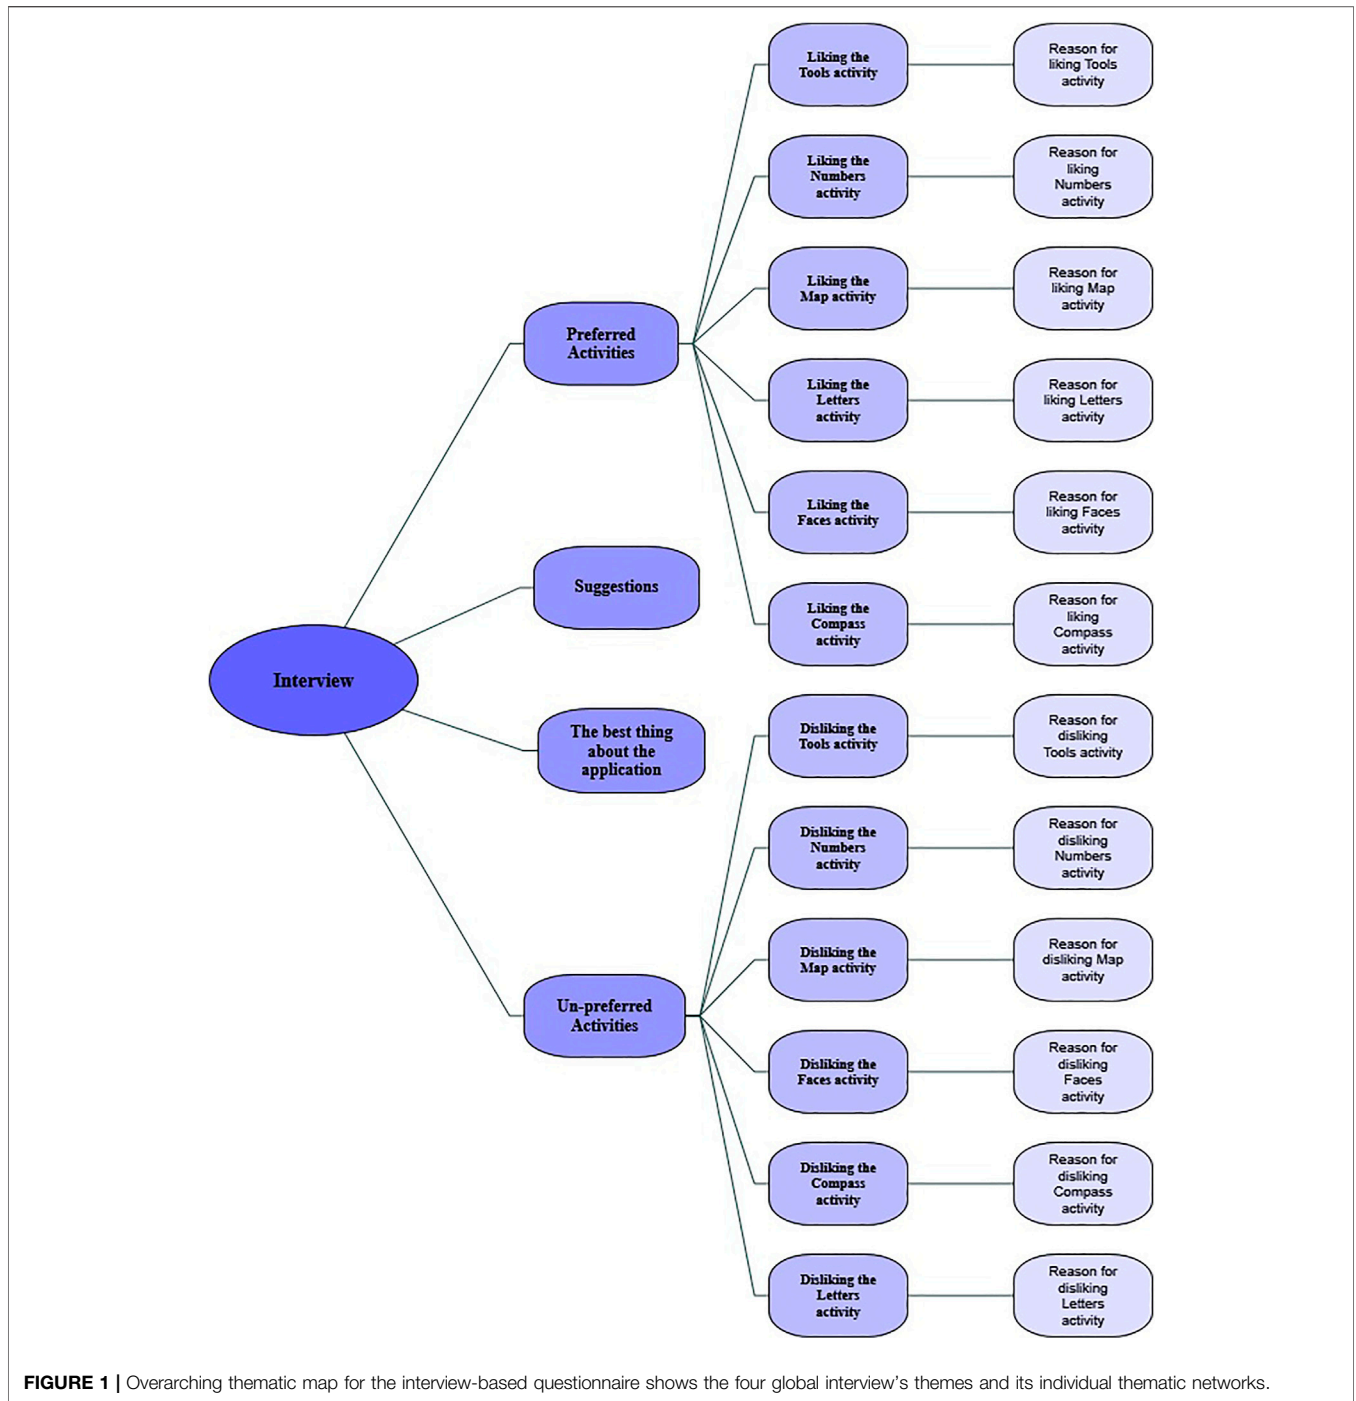 Liking the
Tools activity
Reason for
liking Tools
activity
Liking the
Numbers
activity
Reason for
liking
Numbers
activity
Liking the
Map activity
Reason for
liking Map
activity
Preferred
Activities
Liking the
Letters
activity
Reason for
liking Letters
activity
Liking the
Faces activity
Reason for
liking Faces
activity
Suggestions
Liking the
Compass
activity
Reason for
liking
Compass
activity
Interview
The best thing
about the
application
Disliking the
Tools activity
Reason for
disliking
Tools activity
Disliking the
Numbers
activity
Reason for
disliking
Numbers
activity
Disliking the
Map activity
Reason for
disliking Map
activity
Un-preferred
Activities
Disliking the
Faces activity
Reason for
disliking
Faces
activity
Disliking the
Compass
activity
Reason for
disliking
Compass
activity
Disliking the
Letters
activity
Reason for
disliking
Letters
activity
FIGURE 1 | Overarching thematic map for the interview-based questionnaire shows the four global interview's themes and its individual thematic networks.